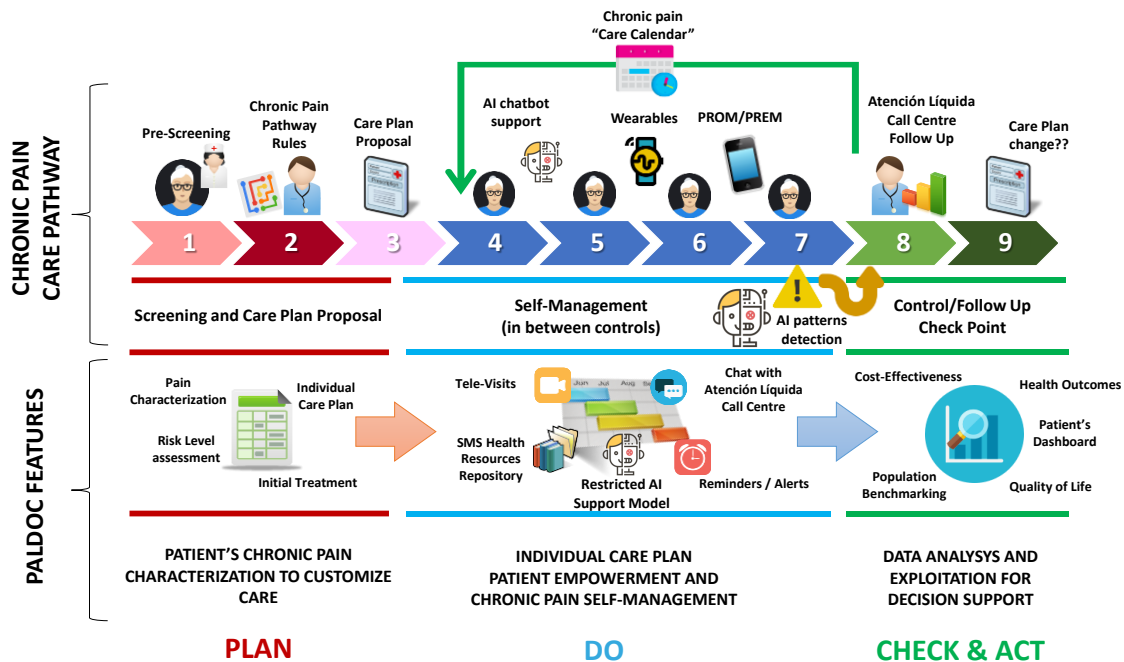 Chronic pain
“Care Calendar”
CHRONIC PAIN
CARE PATHWAY
Pre-Screening
Chronic Pain
Pathway
Rules
Care Plan
Proposal
Prescription
AI chatbot
support
Wearables
PROM/PREM
Atención Líquida
Call Centre
Follow Up
Care Plan
change??
Prescription
1
2
3
4
5
6
7
8
9
Screening and Care Plan Proposal
Self-Management
(in between controls)
AI patterns
detection
Control/Follow Up
Check Point
PALDOC FEATURES
Pain
Characterization
Individual
Care Plan
Risk Level
assessment
Initial Treatment
Tele-Visits
Jun Jul Aug
Chat with
Atención Líquida
Call Centre
SMS Health
Resources
Repository
Restricted AI
Support Model
Reminders / Alerts
Cost-Effectiveness
Health Outcomes
Patient’s
Dashboard
Population
Benchmarking
Quality of Life
PATIENT’S CHRONIC PAIN
CHARACTERIZATION TO CUSTOMIZE
CARE
INDIVIDUAL CARE PLAN
PATIENT EMPOWERMENT AND
CHRONIC PAIN SELF-MANAGEMENT
DATA ANALYSYS AND
EXPLOITATION FOR
DECISION SUPPORT
PLAN
DO
CHECK & ACT